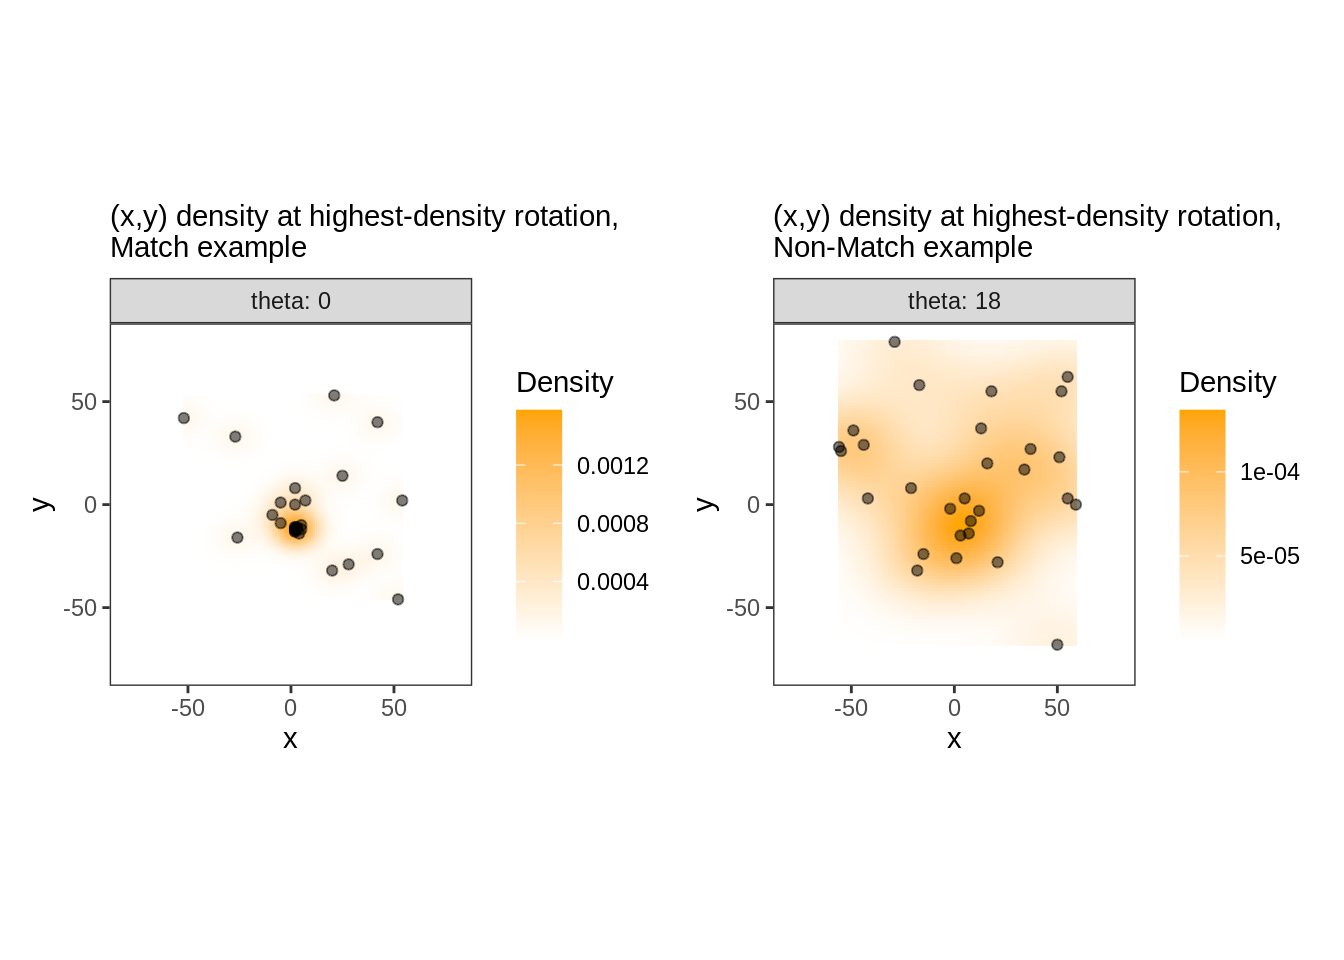 (x,y) density at highest-density rotation,
Match example
theta: 0
50
0
-50
y
-50
0
50
x
Density
0.0012
0.0008
0.0004
(x,y) density at highest-density rotation,
Non-Match example
theta: 18
50
0
-50
y
-50
0
50
x
Density
1e-04
5e-05